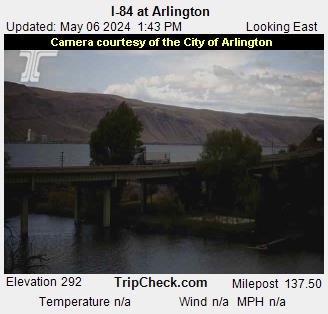 I-84 at Arlington
Updated: May 06 2024 1:43 PM Looking East
Camera courtesy of the City of Arlington
Elevation 292 TripCheck.com Milepost 137.50
Temperature n/a Wind n/a MPH n/a